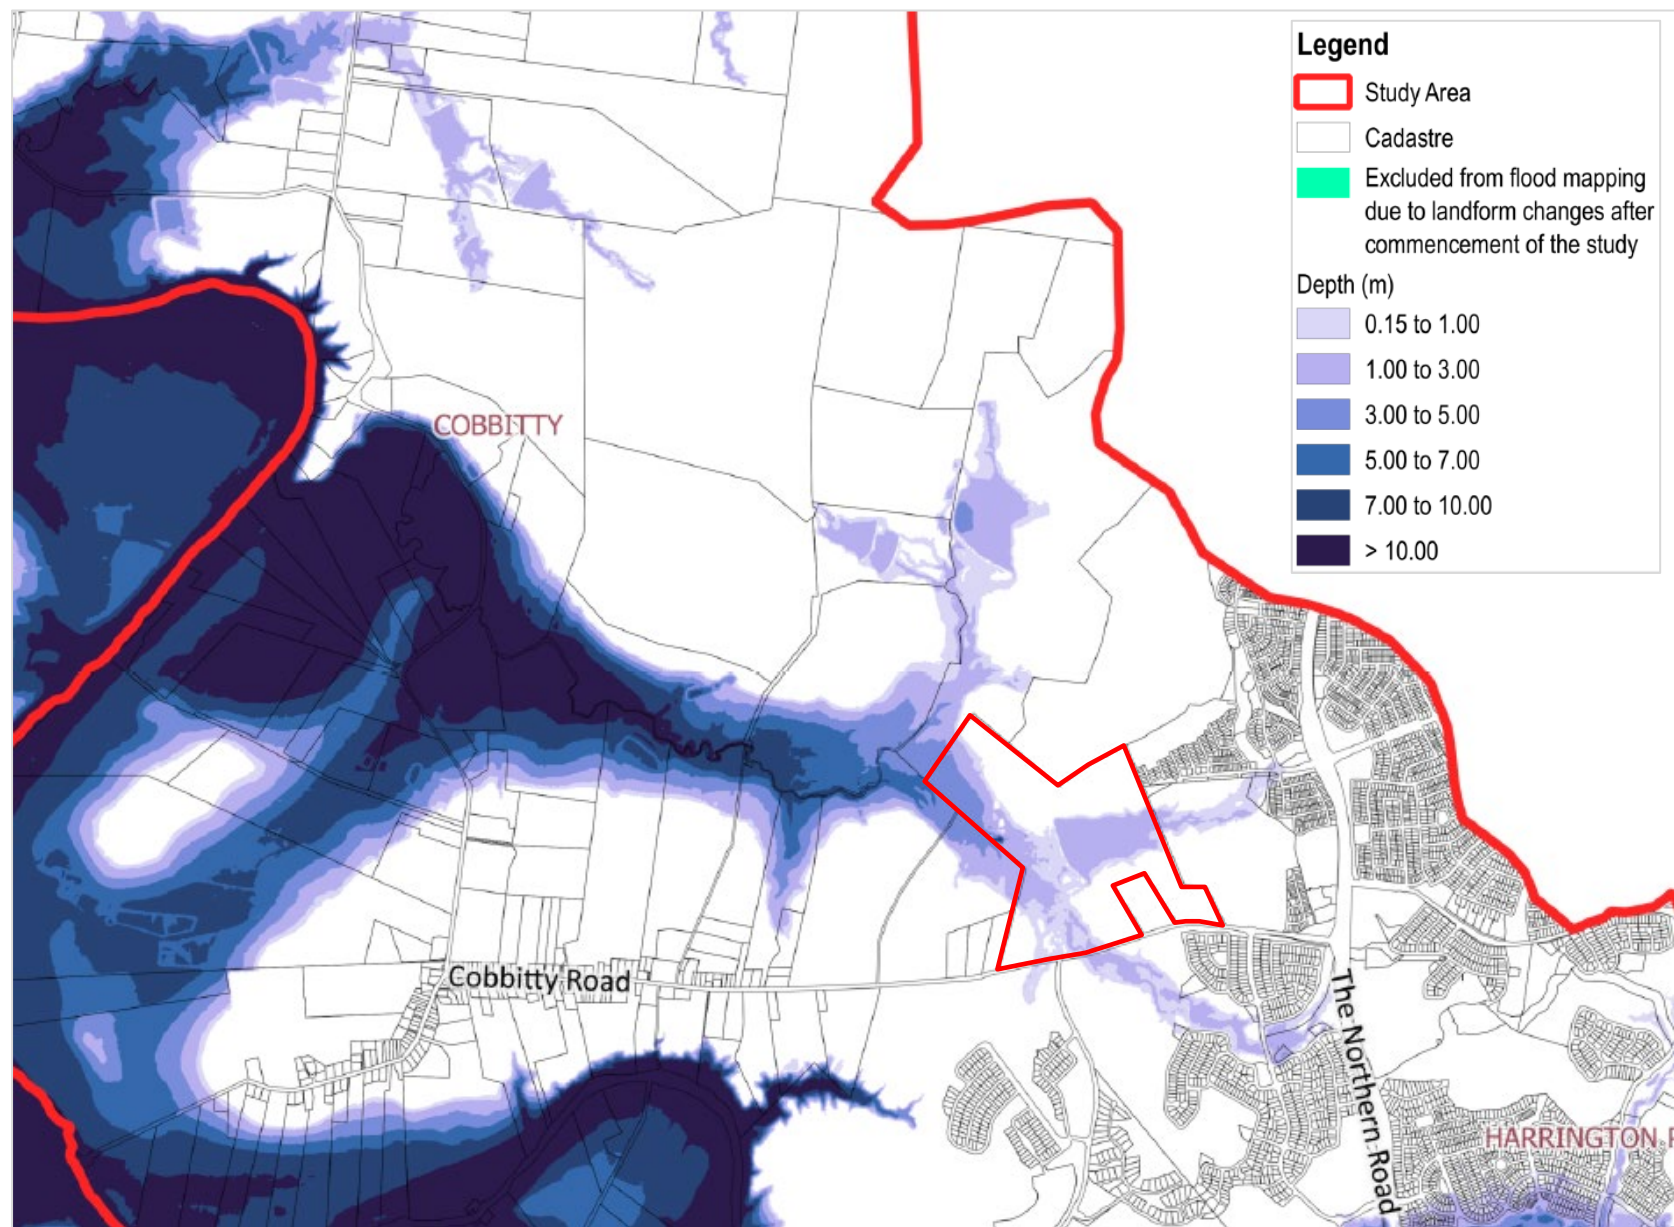 Legend
Study Area
Cadastre
Excluded from flood mapping
due to landform changes after
commencement of the study
Depth (m)
0.15 to 1.00
1.00 to 3.00
3.00 to 5.00
5.00 to 7.00
7.00 to 10.00
> 10.00
COBBITTY
Cobbitty Road
The Northern Road
HARRINGTON